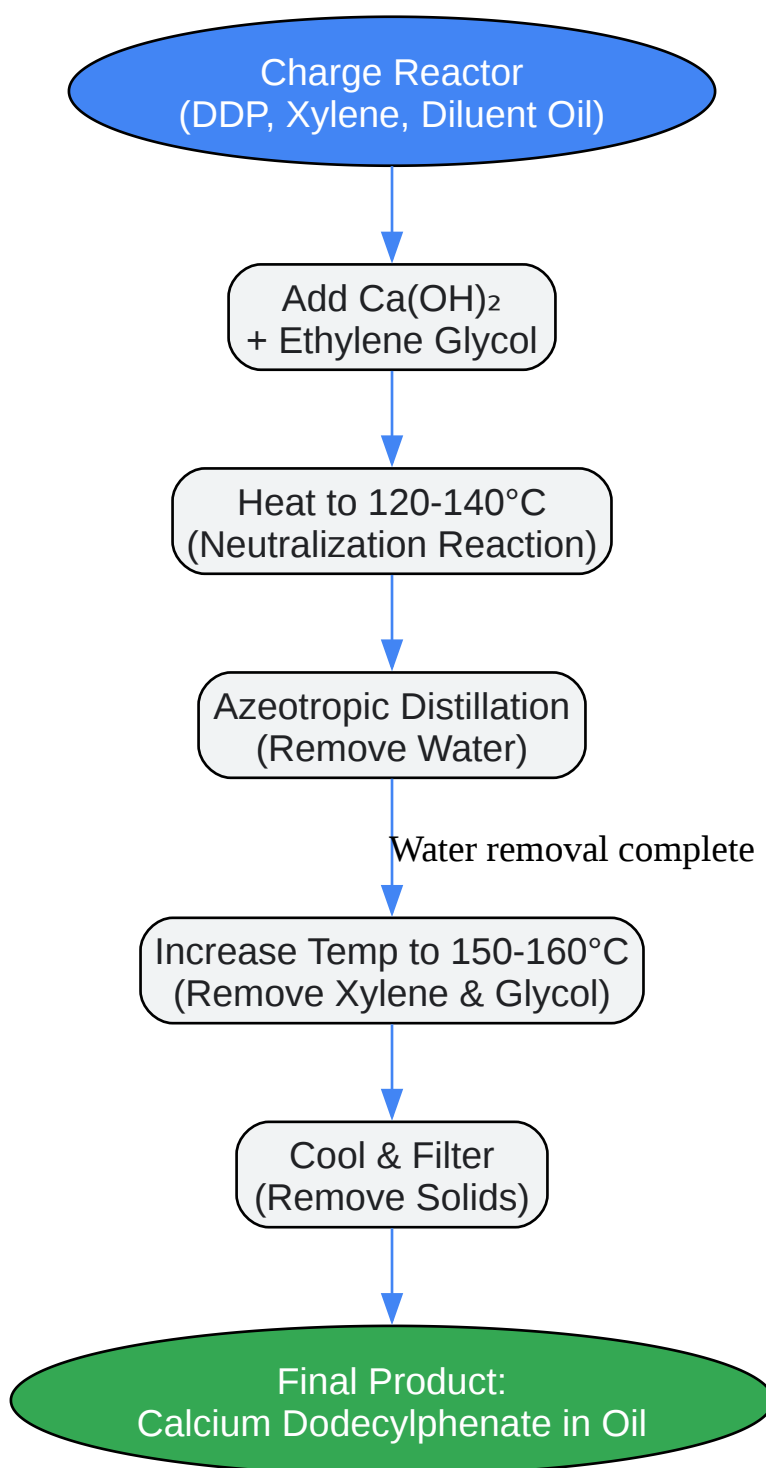 Charge Reactor
(DDP, Xylene, Diluent Oil)
Add Ca(OH)₂
+ Ethylene Glycol
Heat to 120-140°C
(Neutralization Reaction)
Azeotropic Distillation
(Remove Water)
Water removal complete
Increase Temp to 150-160°C
(Remove Xylene & Glycol)
Cool & Filter
(Remove Solids)
Final Product:
Calcium Dodecylphenate in Oil